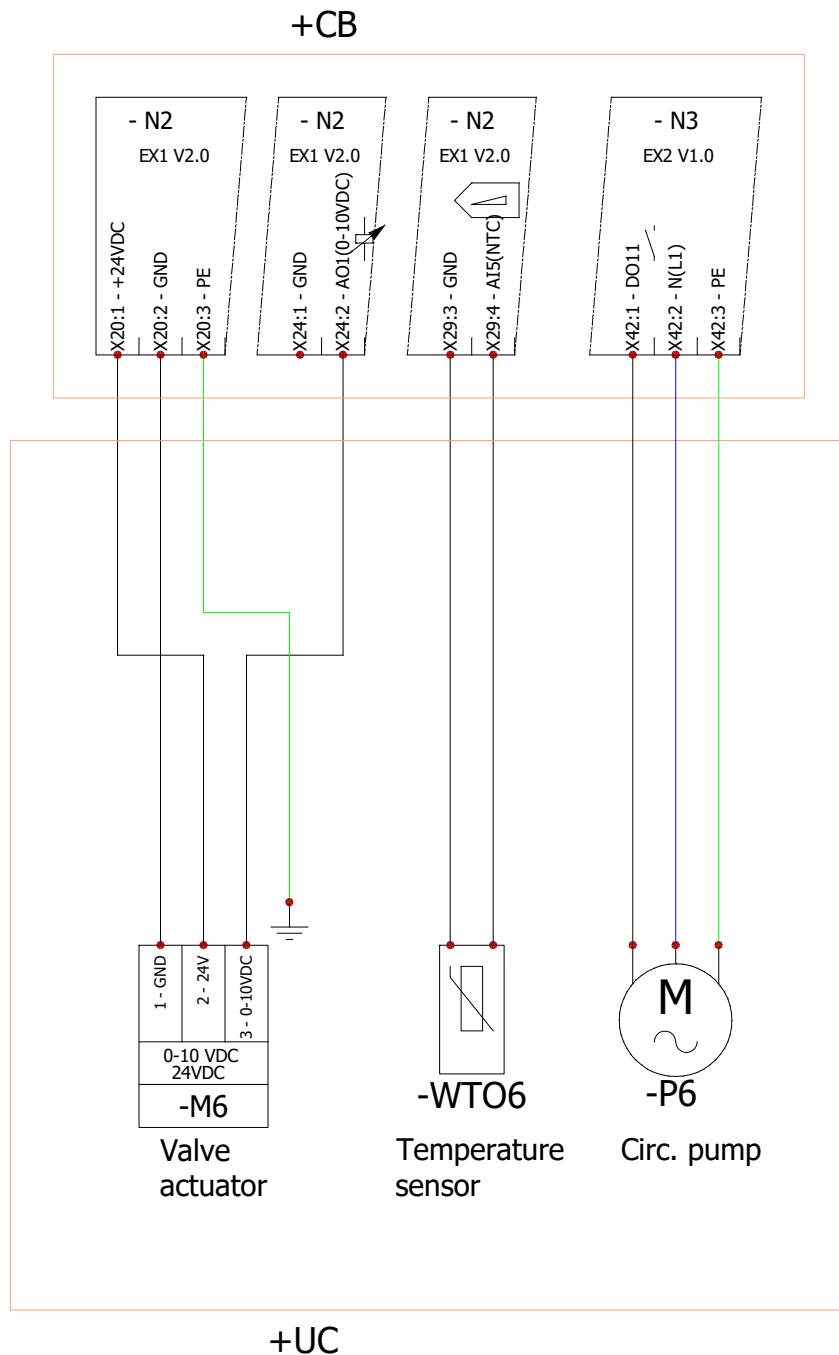 +CB
- N2
EX1 V2.0
X20:1 - +24VDC
X20:2 - GND
X20:3 - PE
- N2
EX1 V2.0
X24:1 - GND
X24:2 - AO1(0-10VDC)
- N2
EX1 V2.0
X29:3 - GND
X29:4 - AI5(NTC)
- N3
EX2 V1.0
X42:1 - DO11
X42:2 - N(L1)
X42:3 - PE
1 - GND
2 - 24V
3 - 0-10VDC
0-10 VDC
24VDC
-M6
Valve
actuator
-WTO6
Temperature
sensor
M
-P6
Circ. pump
+UC